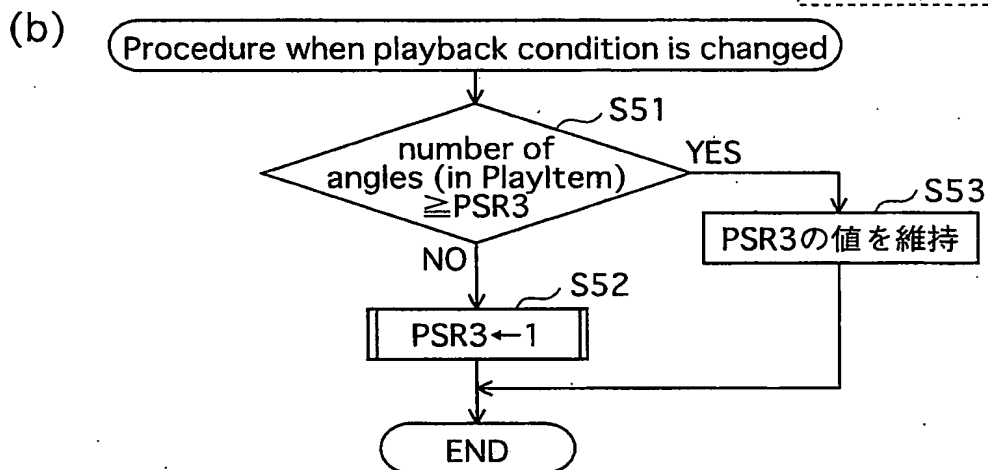 (b)
Procedure when playback condition is changed
S51
number of
angles (in PlayItem)
≧PSR3
YES
S53
PSR3の値を維持
NO
S52
PSR3←1
END